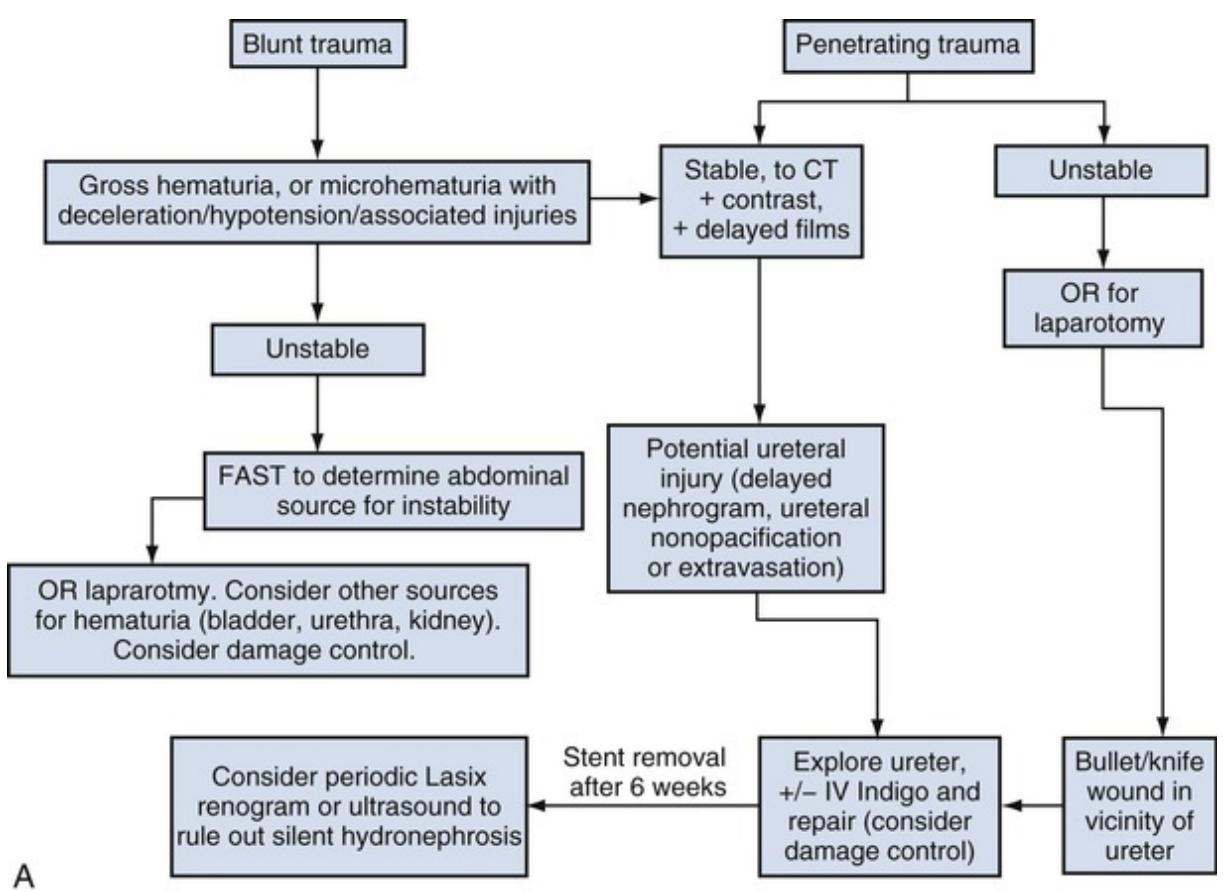 Blunt trauma
Penetrating trauma
Gross hematuria, or microhematuria with
deceleration/hypotension/associated injuries
Stable, to CT
+ contrast,
+ delayed films
Unstable
OR for
laparotomy
Unstable
FAST to determine abdominal
source for instability
Potential ureteral
injury (delayed
nephrogram, ureteral
nonopacification
or extravasation)
OR laprarotmy. Consider other sources
for hematuria (bladder, urethra, kidney).
Consider damage control.
Consider periodic Lasix
renogram or ultrasound to
rule out silent hydronephrosis
Stent removal
after 6 weeks
Explore ureter,
+/– IV Indigo and
repair (consider
damage control)
Bullet/knife
wound in
vicinity of
ureter
A